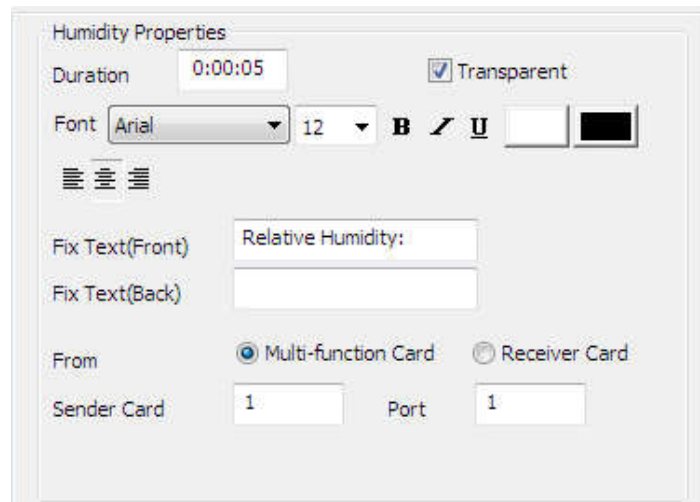 Humidity Properties
Duration 0:00:05 Transparent
Font Arial 12 B I U
Fix Text(Front) Relative Humidity:
Fix Text(Back)
From Multi-function Card Receiver Card
Sender Card 1 Port 1